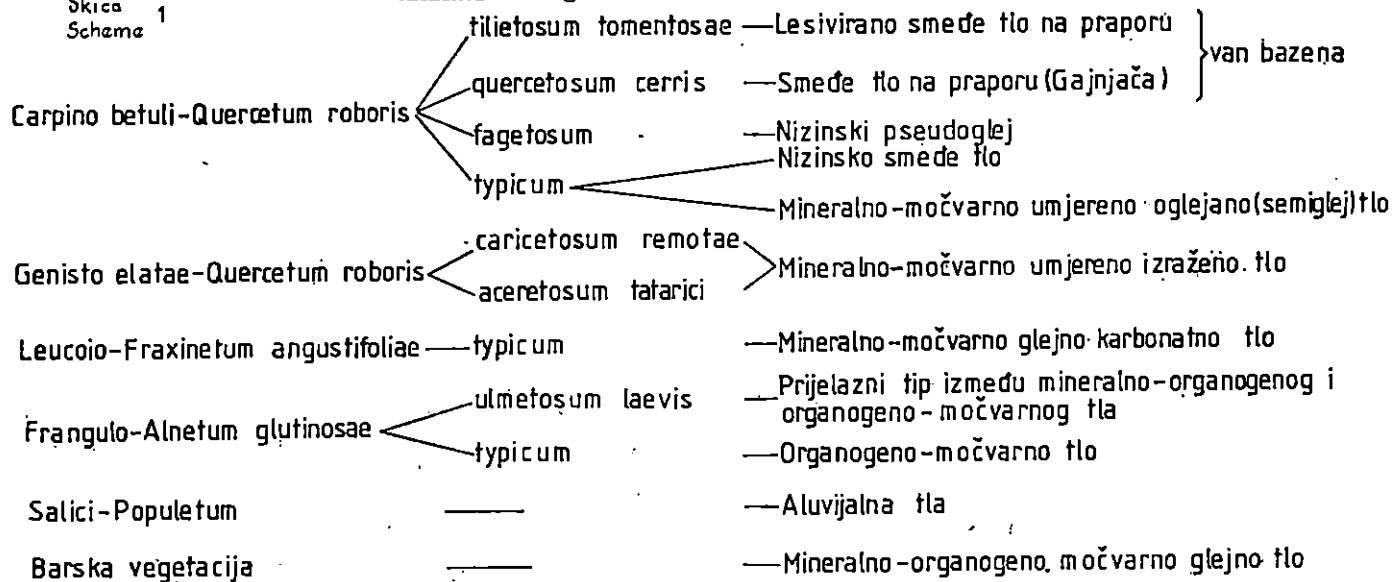 Skica
Scheme 1
tilietosum tomentosae — Lesivirano smeđe tlo na praporu
van bazena
quercetosum cerris — Smeđe tlo na praporu (Gajnjača)
Carpino betuli-Quercetum roboris
fagetosum — Nizinski pseudoglej
Nizinsko smeđe tlo
typicum
Mineralno-močvarno umjereno oglejano (semiglej) tlo
caricetosum remotae
Genisto elatae-Quercetum roboris
Mineralno-močvarno umjereno izraženo tlo
aceretosum tatarici
Leucoio-Fraxinetum angustifoliae — typicum — Mineralno-močvarno glejno karbonatno tlo
ulmetosum laevis — Prijelazni tip između mineralno-organogenog i
organogeno-močvarnog tla
Frangulo-Alnetum glutinosae
typicum — Organogeno-močvarno tlo
Salici-Populetum — Aluvijalna tla
Barska vegetacija — Mineralno-organogeno, močvarno glejno tlo